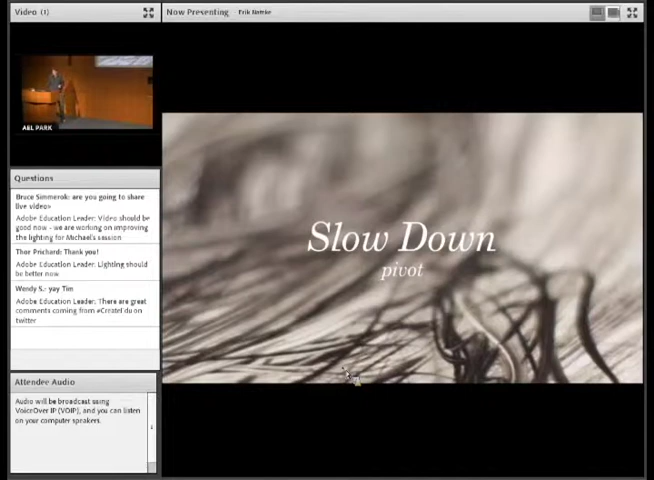 Video (1)
Now Presenting - Erik Natzke
ABL PARK
Questions
Bruce Simmerok: are you going to share
live video>
Adobe Education Leader: Video should be
good now - we are working on improving
the lighting for Michael's session
Thor Prichard: Thank you!
Adobe Education Leader: Lighting should
be better now
Wendy S.- yay Tim
Adobe Education Leader: There are great
comments coming from #CreateEdu on
twitter
Slow Down
pivot
Attendee Audio
Audio will be broadcast using
VoiceOver IP (VOIP), and you can listen
on your computer speakers.